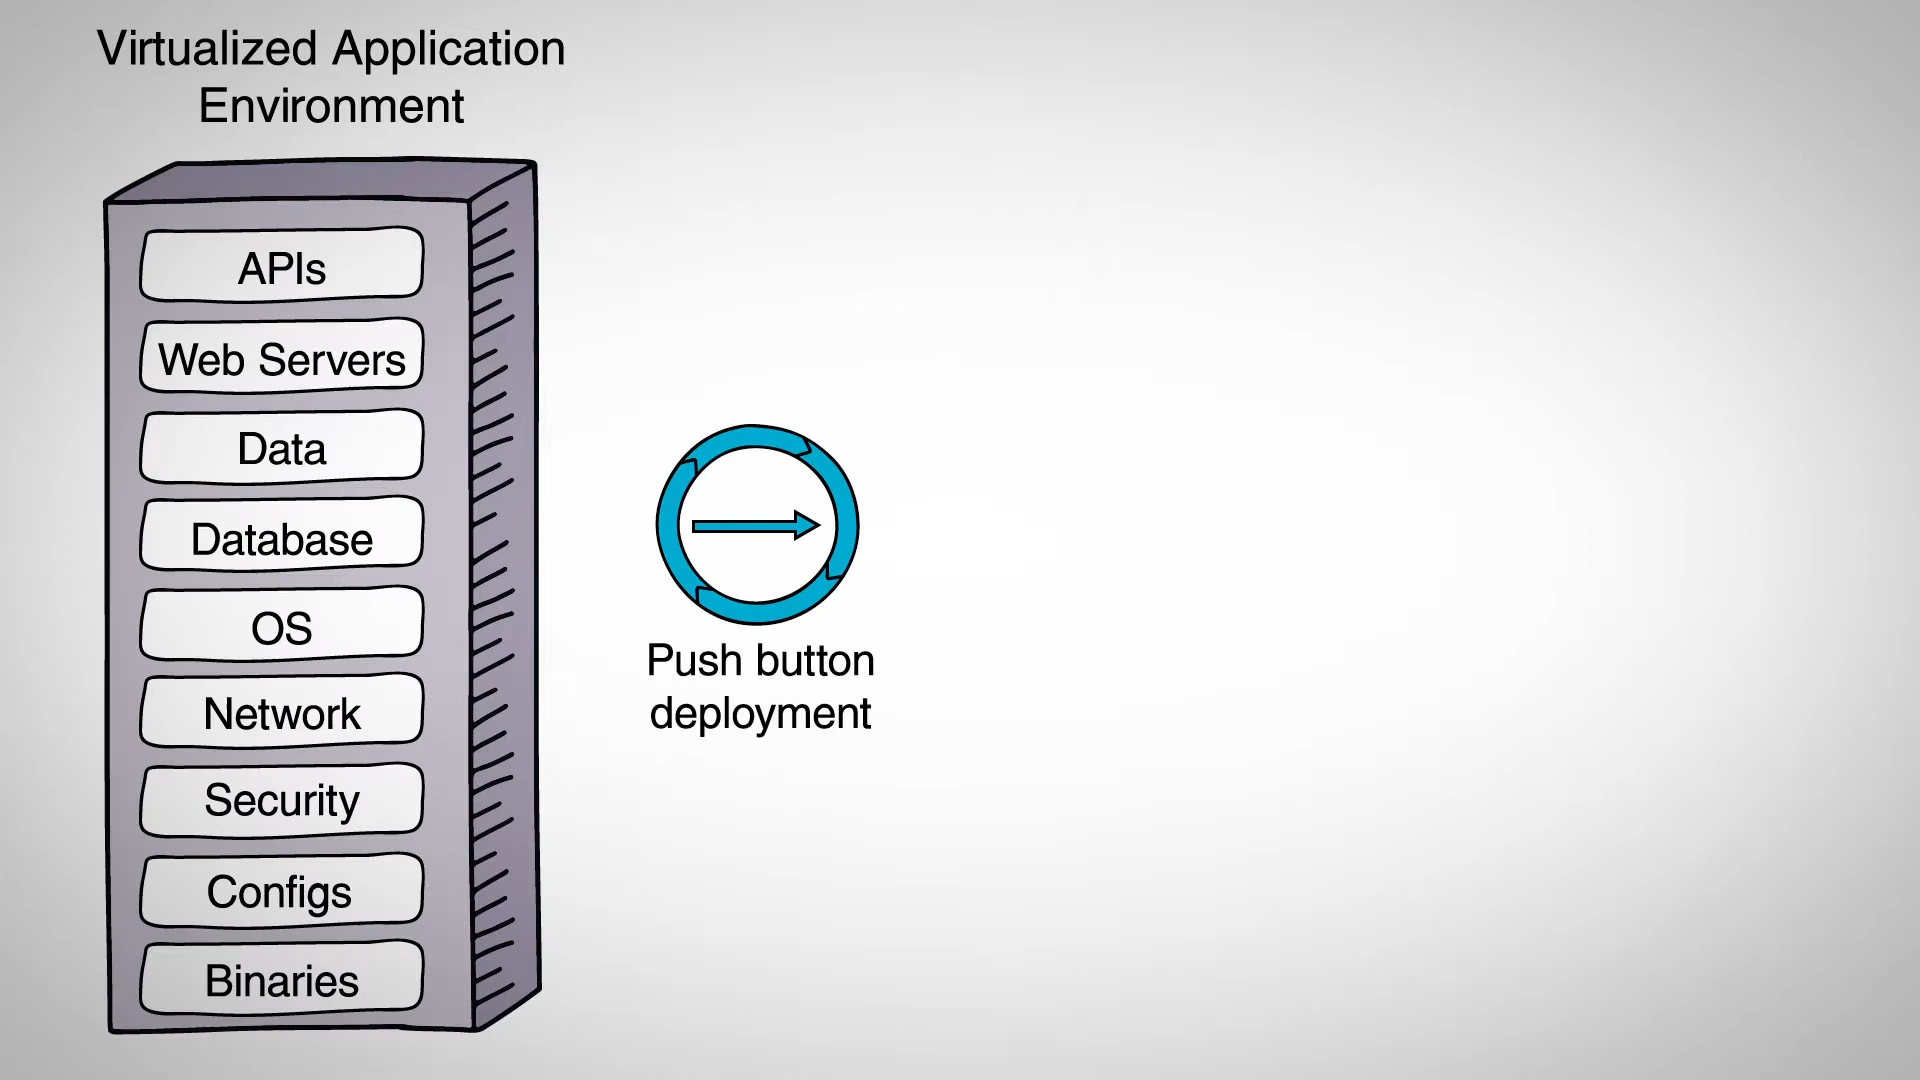 Virtualized Application
Environment
APIs
Web Servers
Data
Database
OS
Network
Security
Configs
Binaries
Push button
deployment